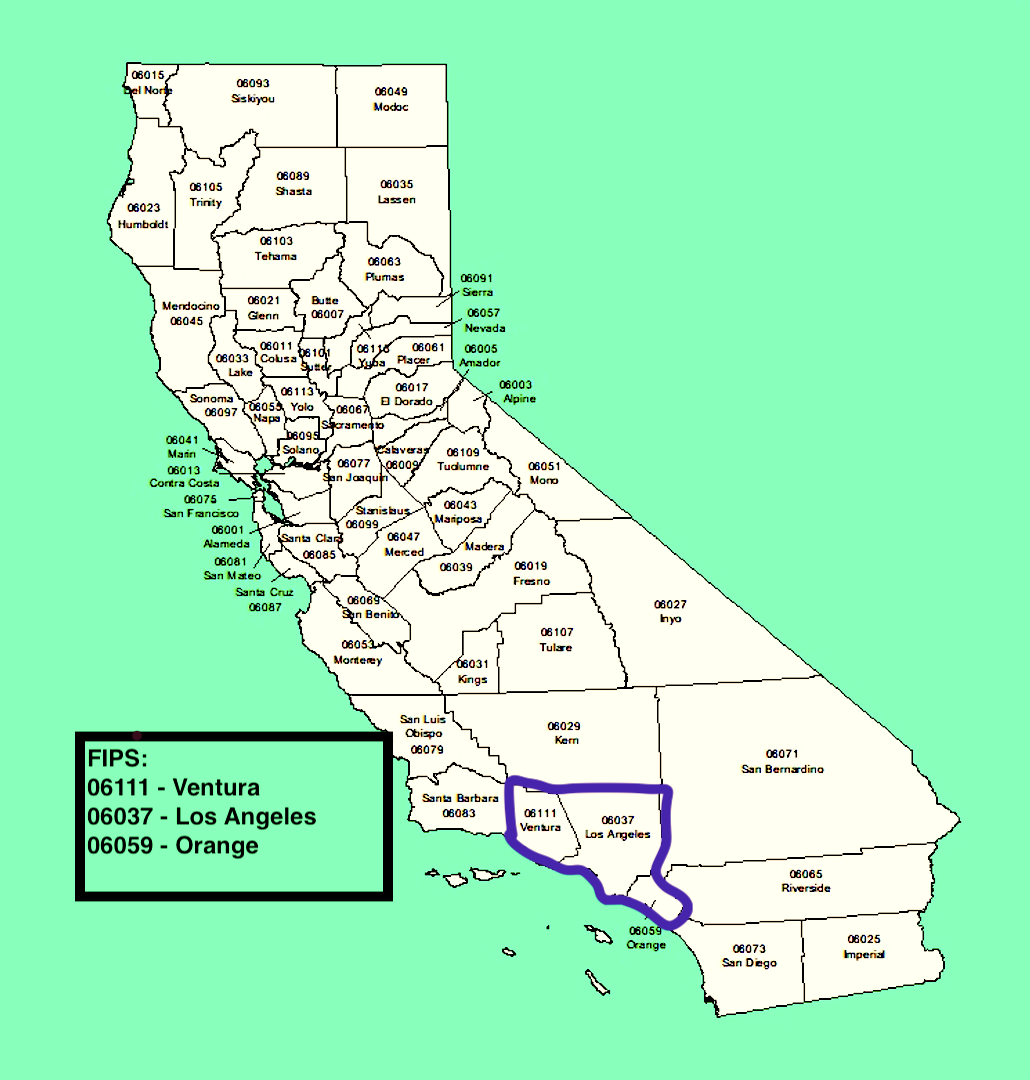 06015
Del Norte
06093
Siskiyou
06049
Modoc
06089
Shasta
06035
Lassen
06105
Trinity
06023
Humboldt
06103
Tehama
06063
Plumas
06091
Sierra
06021
Glenn
Butte
06007
Mendocino
06045
06057
Nevada
06011
Colusa
06101
Sutter
06115
Yuba
06061
Placer
06005
Amador
06033
Lake
06017
El Dorado
06003
Alpine
06113
Yolo
Sonoma
06097
06055
Napa
06067
Sacramento
06095
Solano
06041
Marin
Calaveras
06009
06109
Tuolumne
06051
Mono
06013
Contra Costa
06077
San Joaquin
06075
San Francisco
Stanislaus
06099
06043
Mariposa
06001
Alameda
Santa Clara
06085
06047
Merced
Madera
06039
06081
San Mateo
06019
Fresno
Santa Cruz
06087
06069
San Benito
06027
Inyo
06053
Monterey
06107
Tulare
06031
Kings
San Luis
Obispo
06079
06029
Kern
06071
San Bernardino
FIPS:
06111 - Ventura
06037 - Los Angeles
06059 - Orange
Santa Barbara
06083
06111
Ventura
06037
Los Angeles
06065
Riverside
06059
Orange
06073
San Diego
06025
Imperial